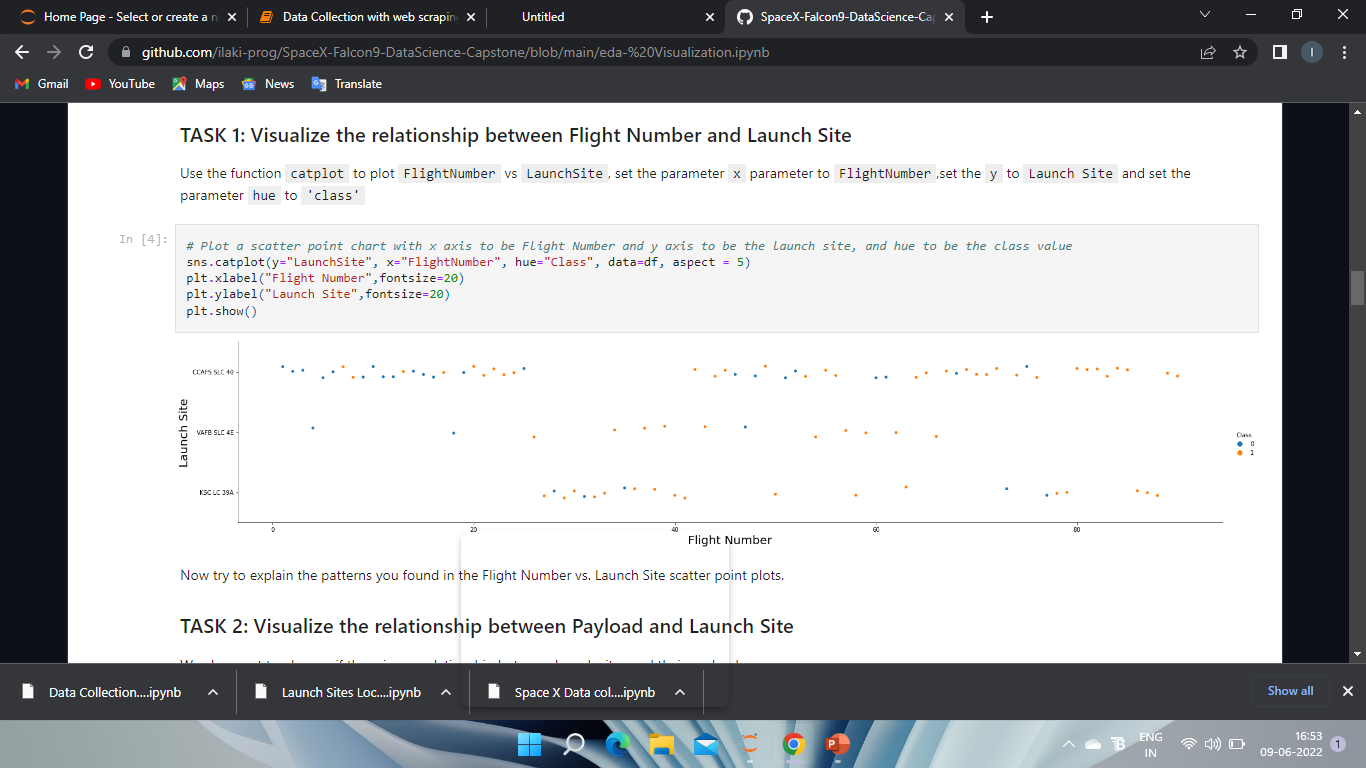 Home Page - Select or create a n
Data Collection with web scrapin
Untitled
SpaceX-Falcon9-DataScience-Cap
github.com/ilaki-prog/SpaceX-Falcon9-DataScience-Capstone/blob/main/eda-%20Visualization.ipynb
I
Gmail
YouTube
Maps
News
Translate
TASK 1: Visualize the relationship between Flight Number and Launch Site
Use the function catplot to plot FlightNumber vs LaunchSite, set the parameter x parameter to FlightNumber ,set the y to Launch Site and set the
parameter hue to 'class'
In [4]:
# Plot a scatter point chart with x axis to be Flight Number and y axis to be the launch site, and hue to be the class value
sns.catplot(y="LaunchSite", x="FlightNumber", hue="Class", data=df, aspect = 5)
plt.xlabel("Flight Number",fontsize=20)
plt.ylabel("Launch Site",fontsize=20)
plt.show()
Launch Site
CCAFS SLC 40
VAFB SLC 4E
KSC LC 39A
Class
0
1
0 20 40 60 80
Flight Number
Now try to explain the patterns you found in the Flight Number vs. Launch Site scatter point plots.
TASK 2: Visualize the relationship between Payload and Launch Site
Data Collection....ipynb
Launch Sites Loc....ipynb
Space X Data col....ipynb
Show all
ENG
IN
16:53
09-06-2022
1